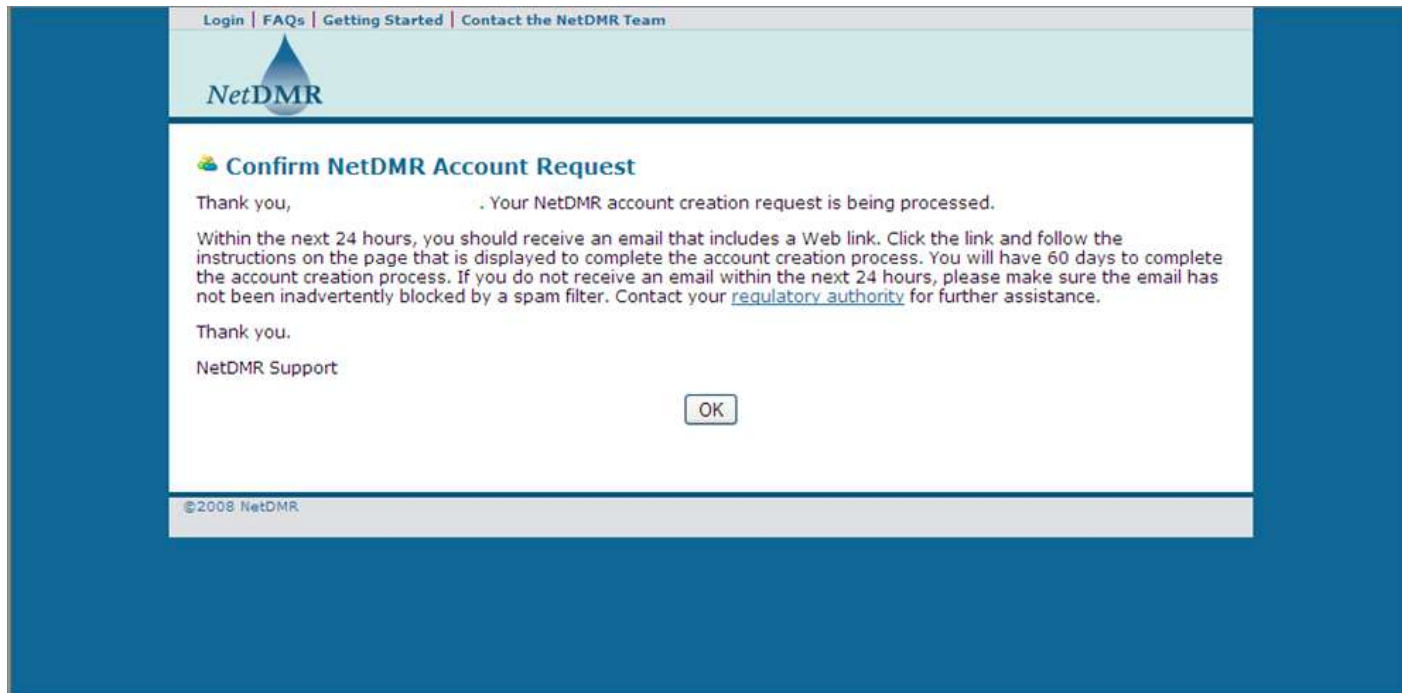 Login | FAQs | Getting Started | Contact the NetDMR Team
NetDMR
Confirm NetDMR Account Request
Thank you, . Your NetDMR account creation request is being processed.
Within the next 24 hours, you should receive an email that includes a Web link. Click the link and follow the
instructions on the page that is displayed to complete the account creation process. You will have 60 days to complete
the account creation process. If you do not receive an email within the next 24 hours, please make sure the email has
not been inadvertently blocked by a spam filter. Contact your regulatory authority for further assistance.
Thank you.
NetDMR Support
OK
©2008 NetDMR